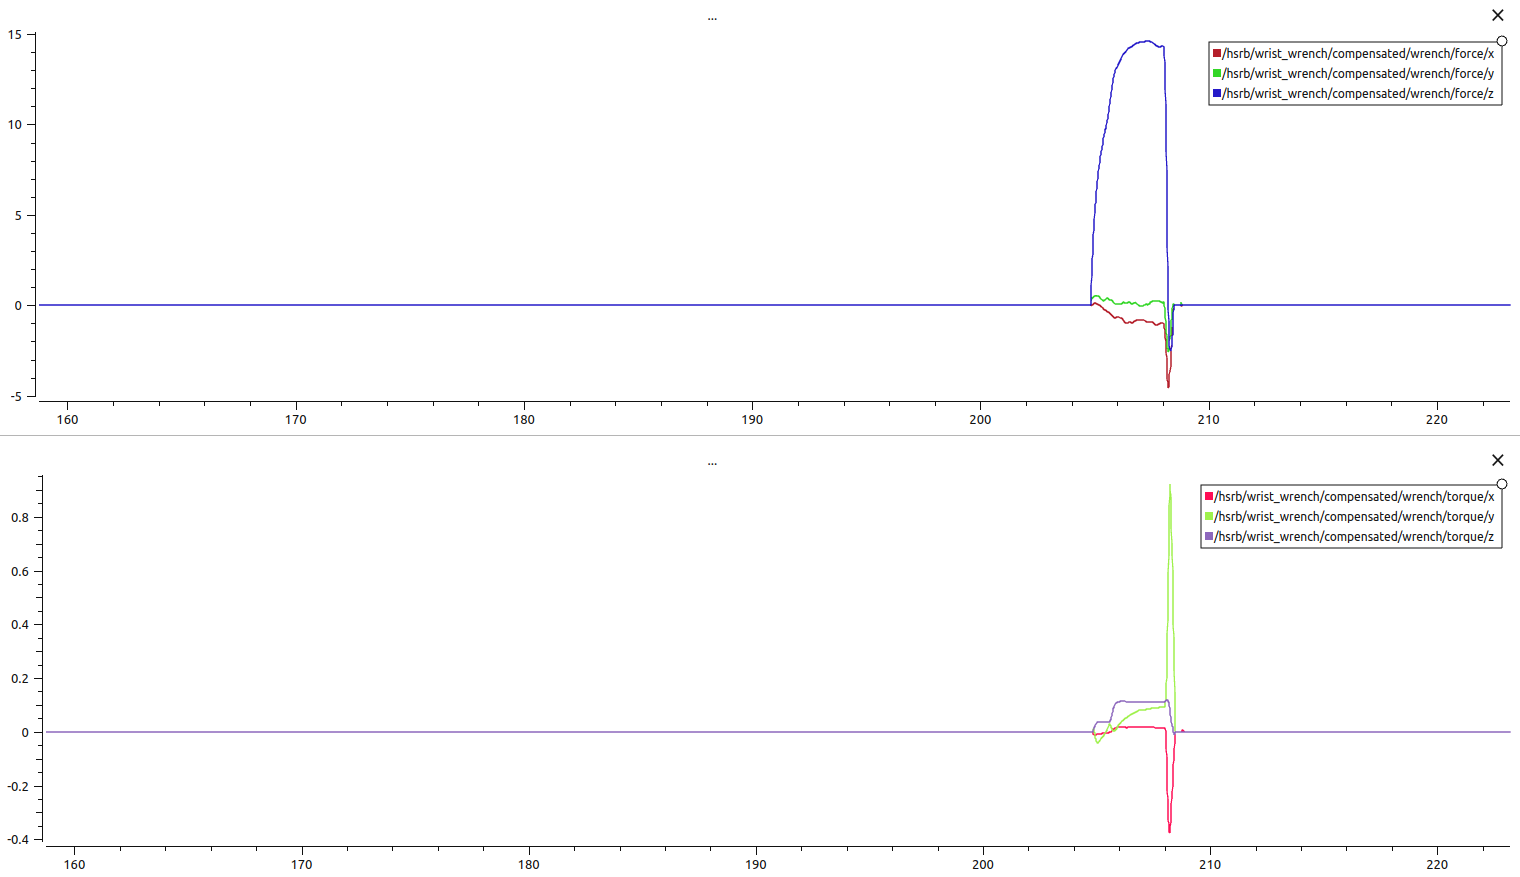 ...
15
/hsrb/wrist_wrench/compensated/wrench/force/x
/hsrb/wrist_wrench/compensated/wrench/force/y
/hsrb/wrist_wrench/compensated/wrench/force/z
10
5
0
-5
160 170 180 190 200 210 220
...
/hsrb/wrist_wrench/compensated/wrench/torque/x
/hsrb/wrist_wrench/compensated/wrench/torque/y
/hsrb/wrist_wrench/compensated/wrench/torque/z
0.8
0.6
0.4
0.2
0
-0.2
-0.4
160 170 180 190 200 210 220